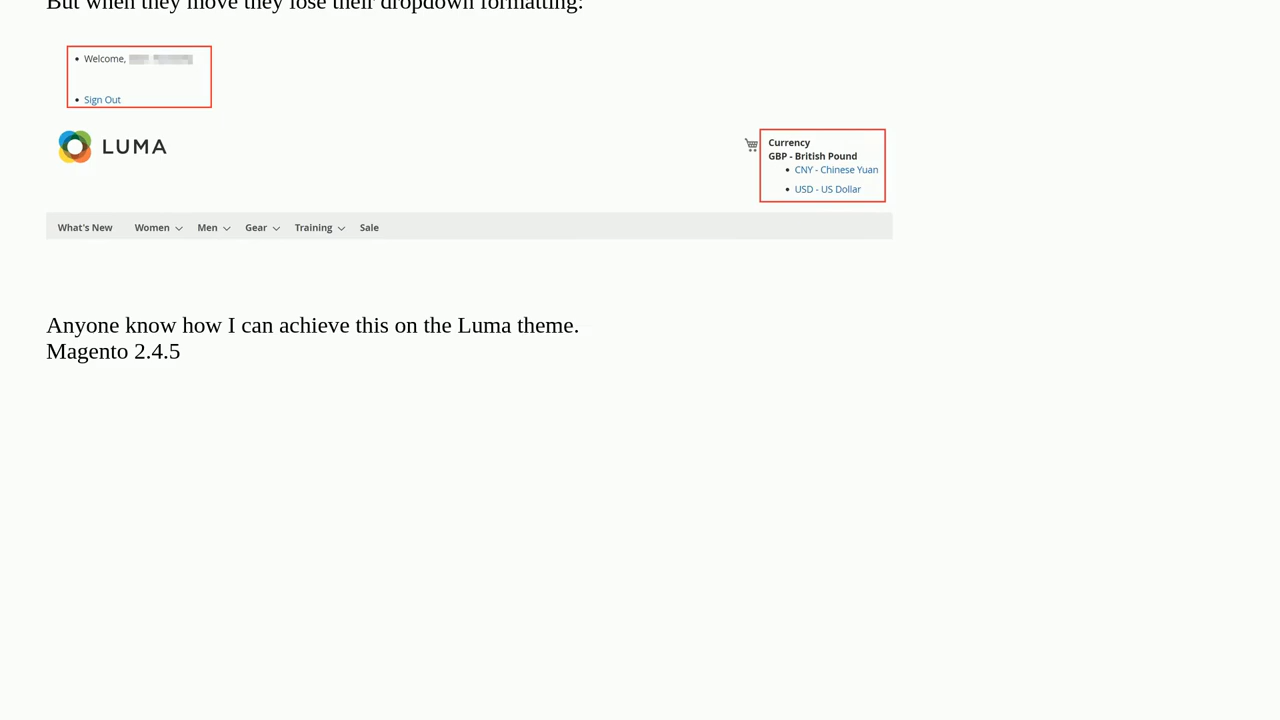 But when they move they lose their dropdown formatting:
Welcome,
Sign Out
LUMA
Currency
GBP - British Pound
CNY - Chinese Yuan
USD - US Dollar
What's New Women Men Gear Training Sale
Anyone know how I can achieve this on the Luma theme.
Magento 2.4.5